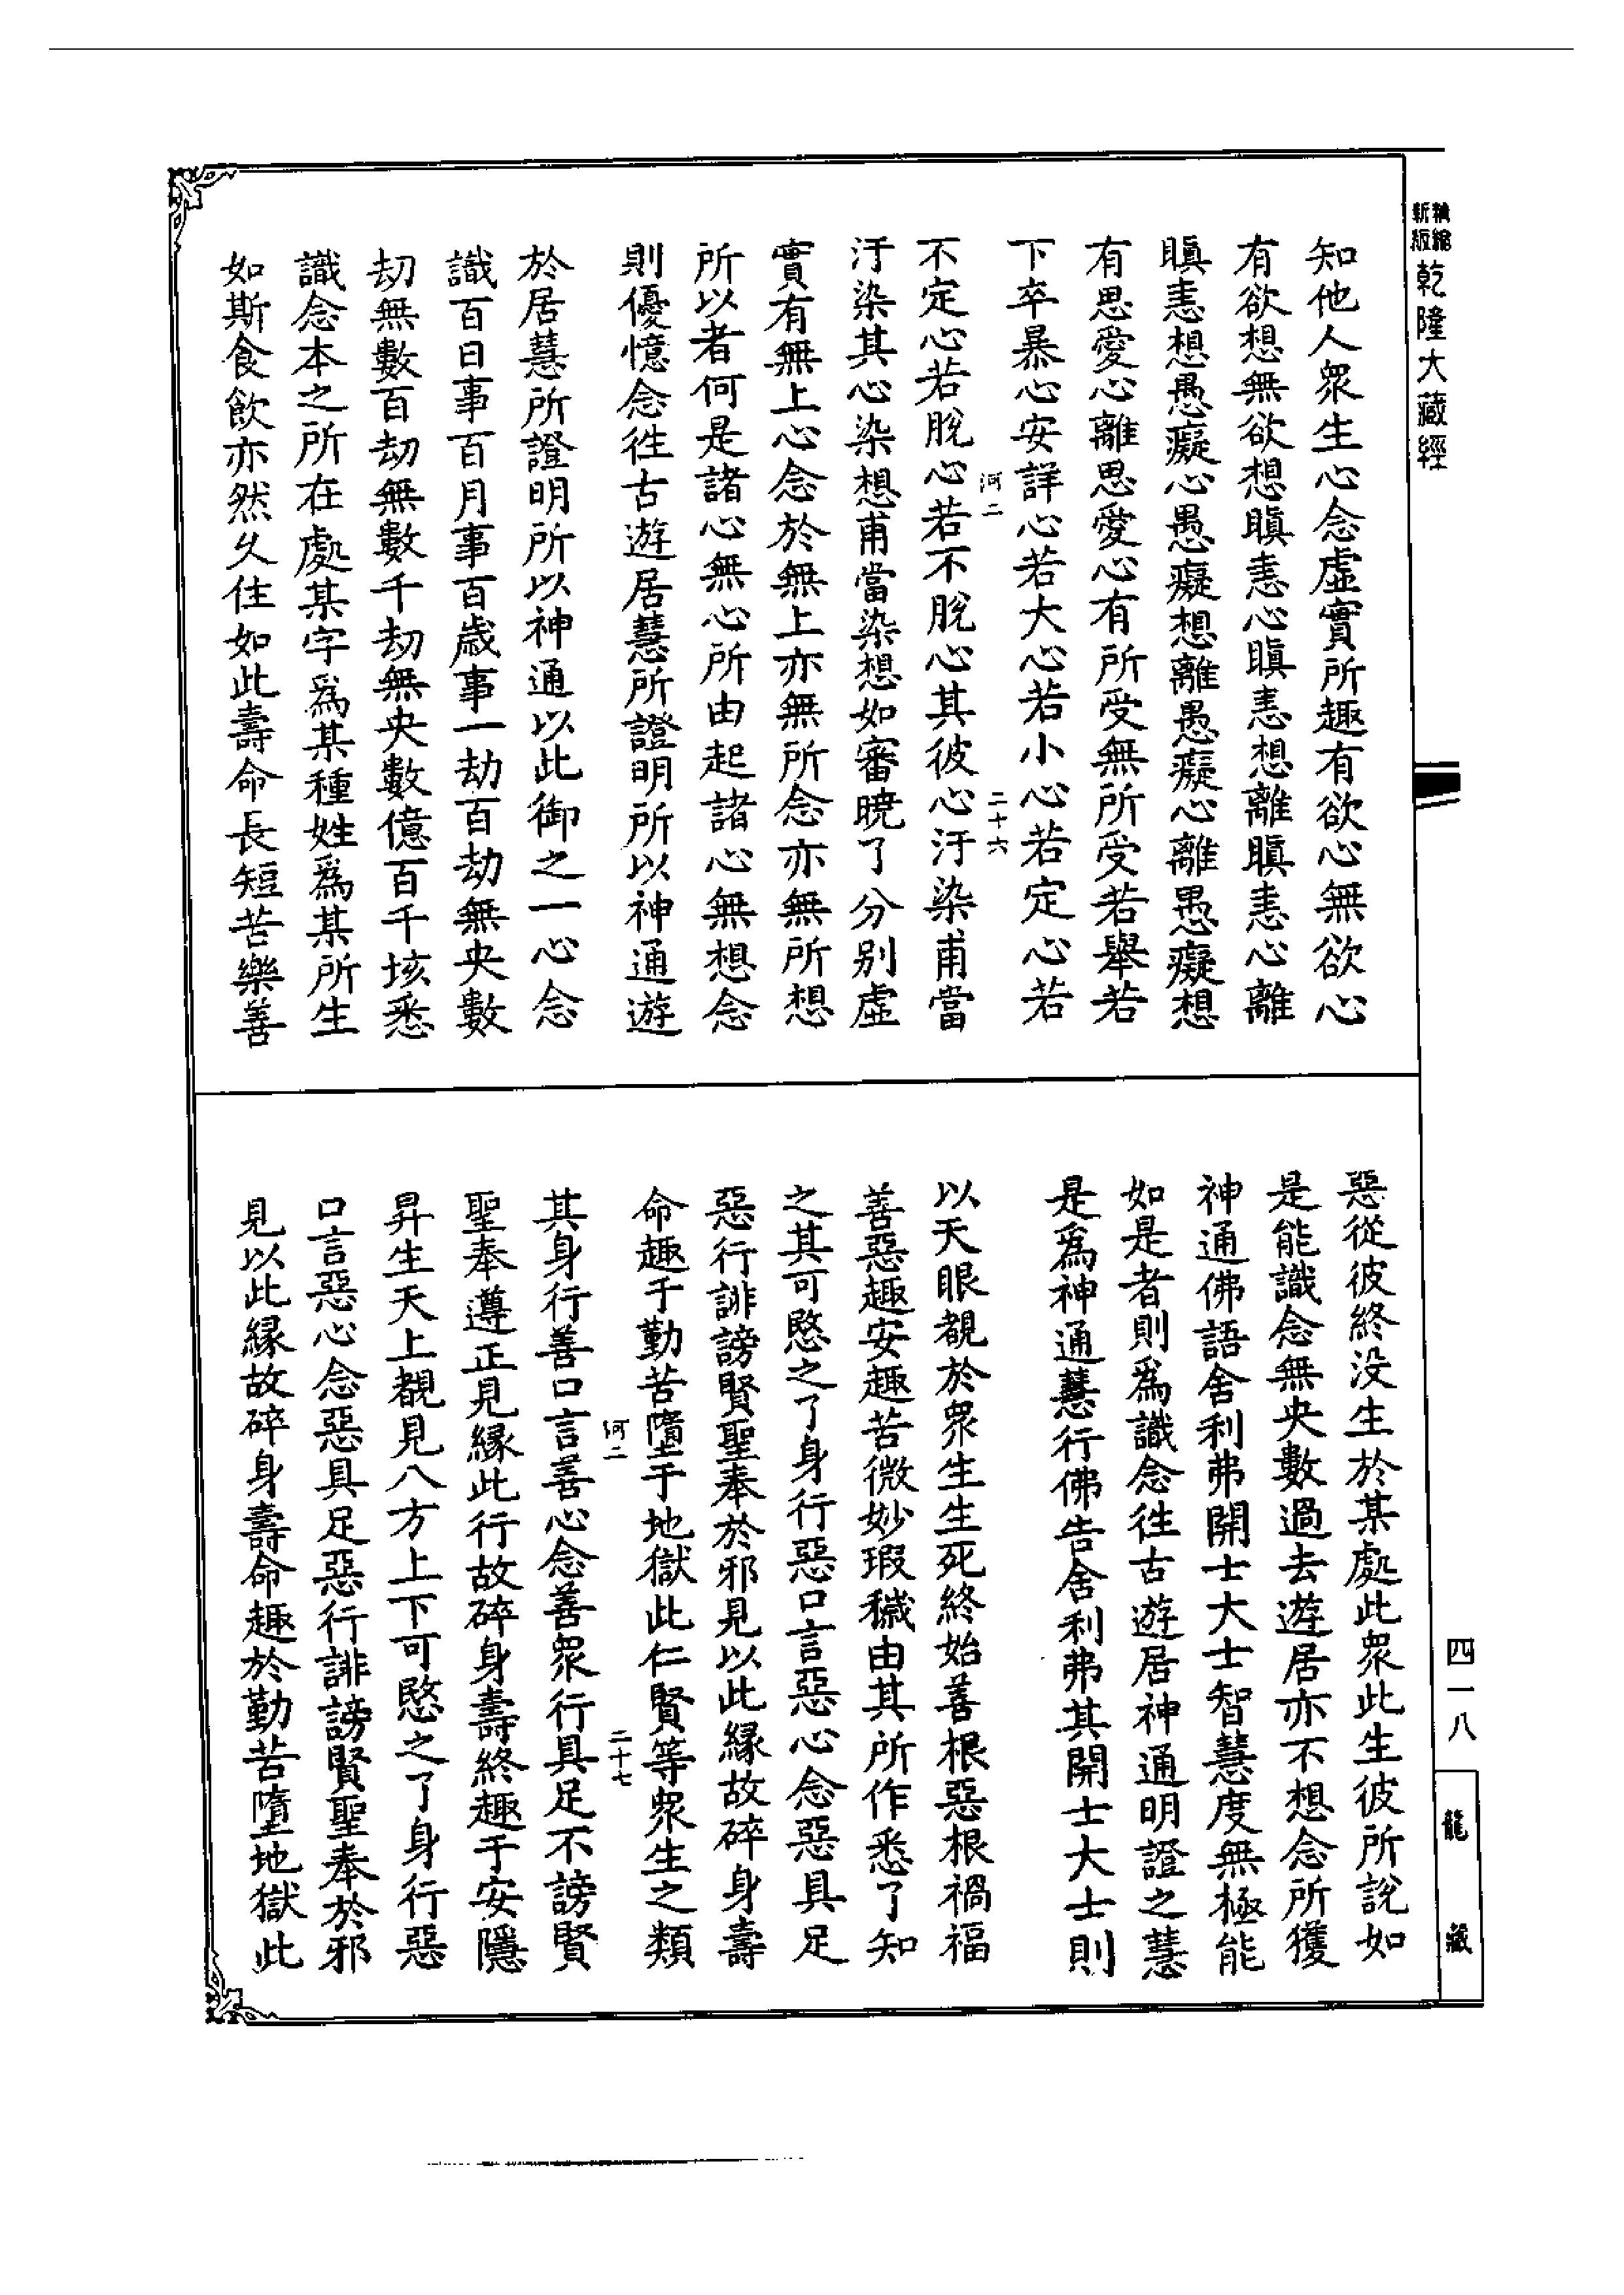 新版精縮乾隆大藏經
知他人衆生心念虛實所趣有欲心無欲心
有欲想無欲想瞋恚心瞋恚想離瞋恚心離
瞋恚想愚癡心愚癡想離愚癡心離愚癡想
有思愛心離思愛心有所受無所受若舉若
下卒暴心安詳心若大心若小心若定心若
河二 二十六
不定心若脫心若不脫心其彼心汙染甫當
汙染其心染想甫當染想如審曉了分别虛
實有無上心念於無上亦無所念亦無所想
所以者何是諸心無心所由起諸心無想念
則優憶念徃古遊居慧所證明所以神通遊
於居慧所證明所以神通以此御之一心念
識百日事百月事百歲事一劫百劫無央數
劫無數百劫無數千劫無央數億百千垓悉
識念本之所在處某字爲某種姓爲某所生
如斯食飲亦然久住如此壽命長短苦樂善
惡從彼終没生於某處此衆此生彼所說如
是能識念無央數過去遊居亦不想念所獲
神通佛語舍利弗開士大士智慧度無極能
如是者則爲識念徃古遊居神通明證之慧
是爲神通慧行佛告舍利弗其開士大士則
以天眼覩於衆生生死終始善根惡根禍福
善惡趣安趣苦微妙瑕穢由其所作悉了知
之其可愍之了身行惡口言惡心念惡具足
惡行誹謗賢聖奉於邪見以此緣故碎身壽
命趣于勤苦墮于地獄此仁賢等衆生之類
河二 二十七
其身行善口言善心念善衆行具足不謗賢
聖奉遵正見緣此行故碎身壽終趣于安隱
昇生天上覩見八方上下可愍之了身行惡
口言惡心念惡具足惡行誹謗賢聖奉於邪
見以此緣故碎身壽命趣於勤苦墮地獄此
四一八
龍藏